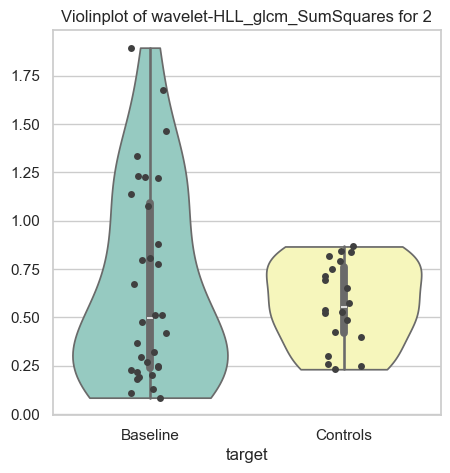 Violinplot of wavelet-HLL_glcm_SumSquares for 2
1.75
1.50
1.25
1.00
0.75
0.50
0.25
0.00
Baseline Controls
target